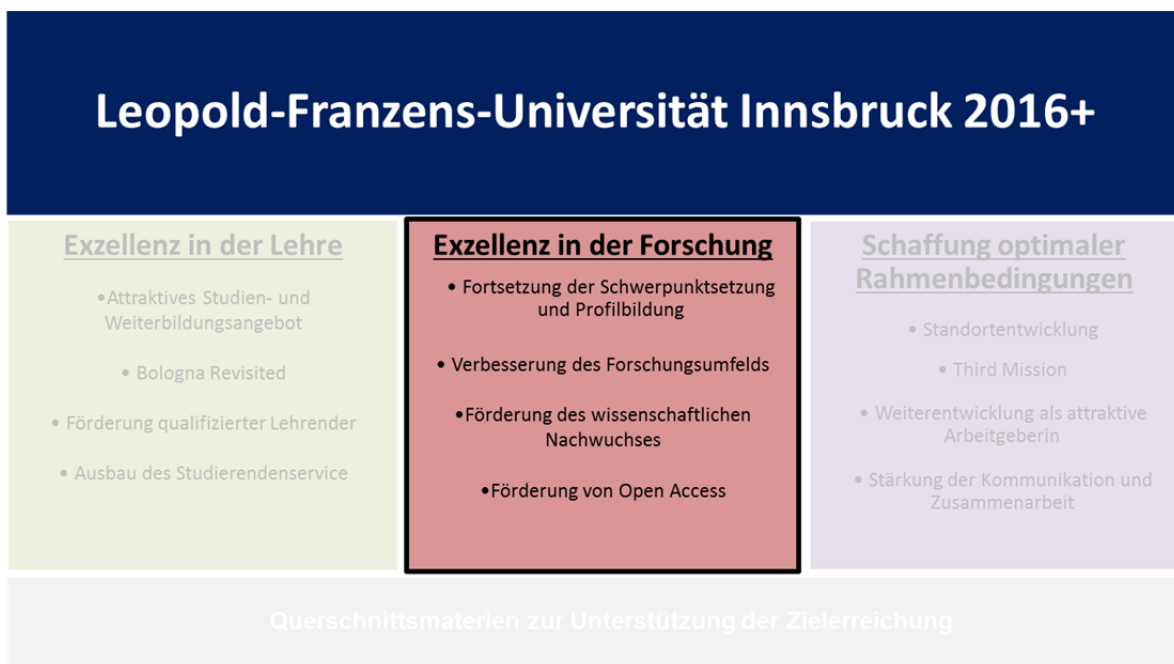 Leopold-Franzens-Universität Innsbruck 2016+
Exzellenz in der Lehre
•Attraktives Studien- und
Weiterbildungsangebot
• Bologna Revisited
• Förderung qualifizierter Lehrender
• Ausbau des Studierendenservice
Exzellenz in der Forschung
• Fortsetzung der Schwerpunktsetzung
und Profilbildung
• Verbesserung des Forschungsumfelds
•Förderung des wissenschaftlichen
Nachwuchses
•Förderung von Open Access
Schaffung optimaler
Rahmenbedingungen
• Standortentwicklung
• Third Mission
• Weiterentwicklung als attraktive
Arbeitgeberin
• Stärkung der Kommunikation und
Zusammenarbeit
Querschnittsmaterien zur Unterstützung der Zielerreichung